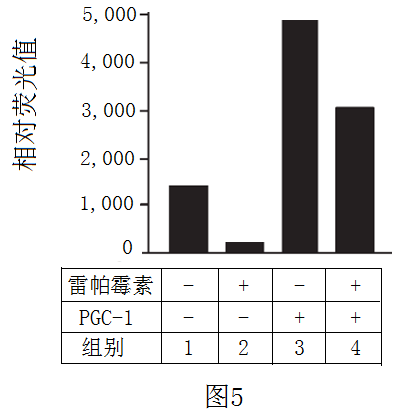 5,000
4,000
3,000
2,000
1,000
0
相对荧光值
雷帕霉素 - + - +
PGC-1 - - + +
组别 1 2 3 4
图5